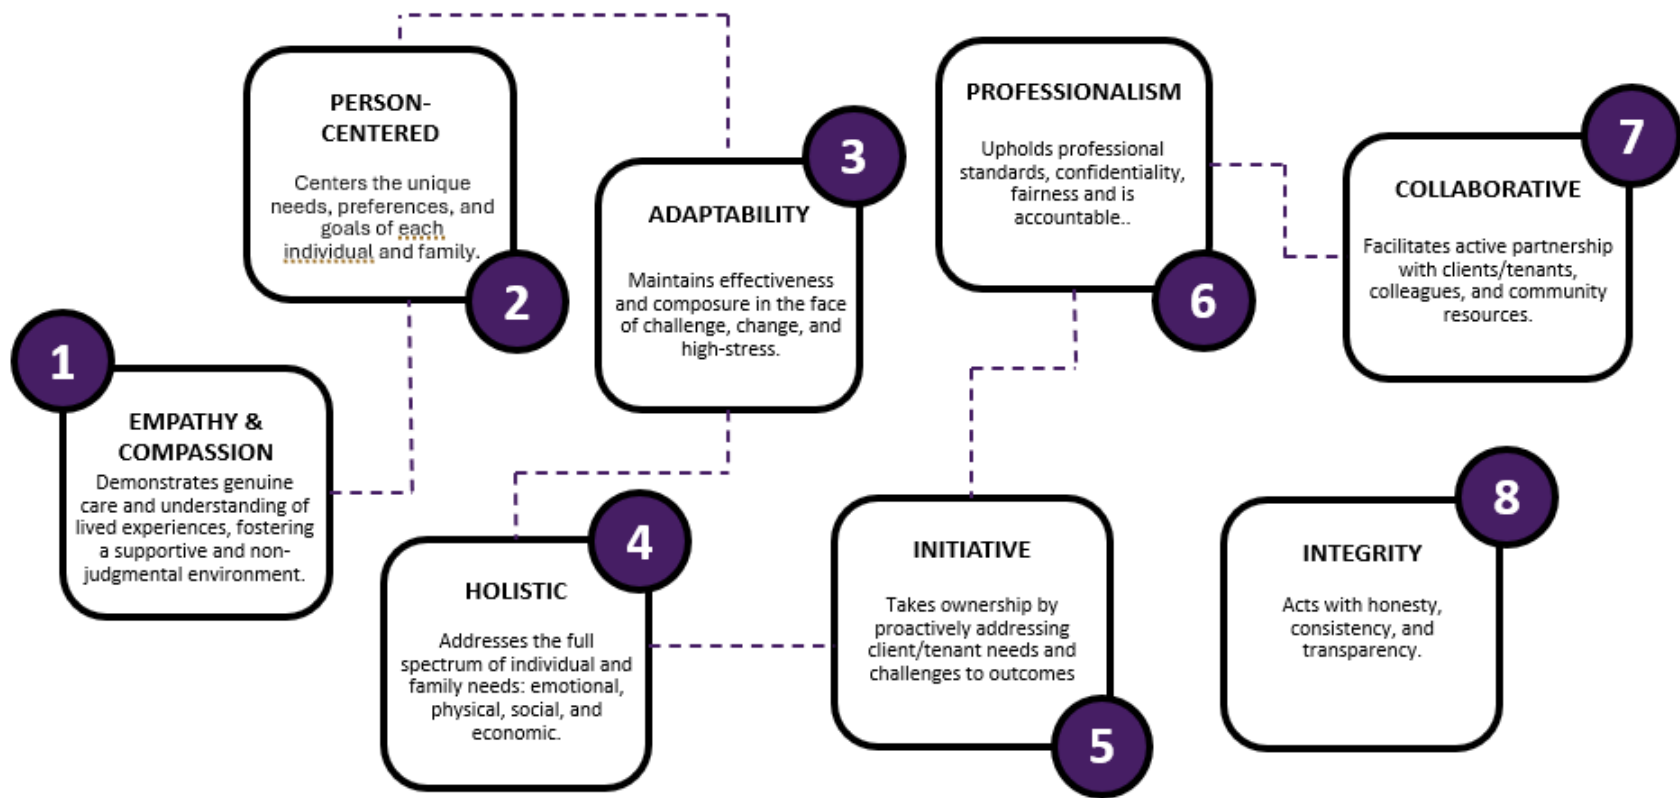 1
EMPATHY &
COMPASSION
Demonstrates genuine
care and understanding of
lived experiences, fostering
a supportive and non-
judgmental environment.
PERSON-
CENTERED
Centers the unique
needs, preferences, and
goals of each
individual and family.
2
3
ADAPTABILITY
Maintains effectiveness
and composure in the face
of challenge, change, and
high-stress.
4
HOLISTIC
Addresses the full
spectrum of individual and
family needs: emotional,
physical, social, and
economic.
INITIATIVE
Takes ownership by
proactively addressing
client/tenant needs and
challenges to outcomes
5
PROFESSIONALISM
Upholds professional
standards, confidentiality,
fairness and is
accountable..
6
7
COLLABORATIVE
Facilitates active partnership
with clients/tenants,
colleagues, and community
resources.
8
INTEGRITY
Acts with honesty,
consistency, and
transparency.